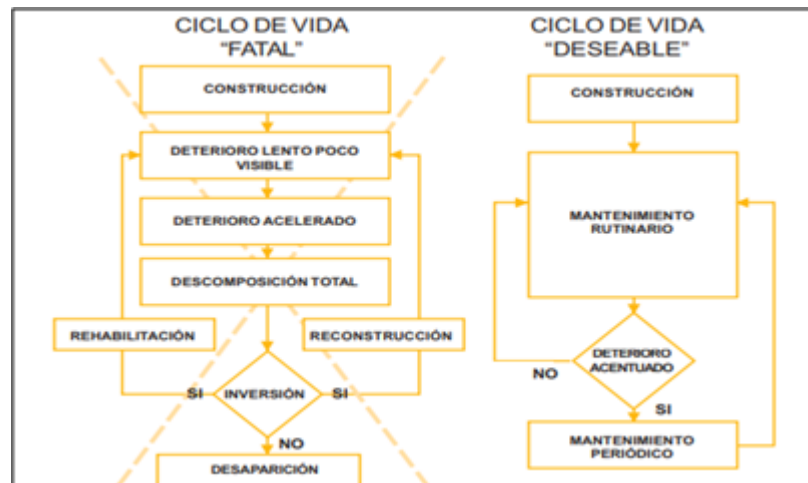 CICLO DE VIDA
“FATAL”
CONSTRUCCIÓN
DETERIORO LENTO POCO
VISIBLE
DETERIORO ACELERADO
DESCOMPOSICIÓN TOTAL
REHABILITACIÓN
RECONSTRUCCIÓN
SI
INVERSIÓN
SI
NO
DESAPARICIÓN
CICLO DE VIDA
“DESEABLE”
CONSTRUCCIÓN
MANTENIMIENTO
RUTINARIO
DETERIORO
ACENTUADO
NO
SI
MANTENIMIENTO
PERIÓDICO